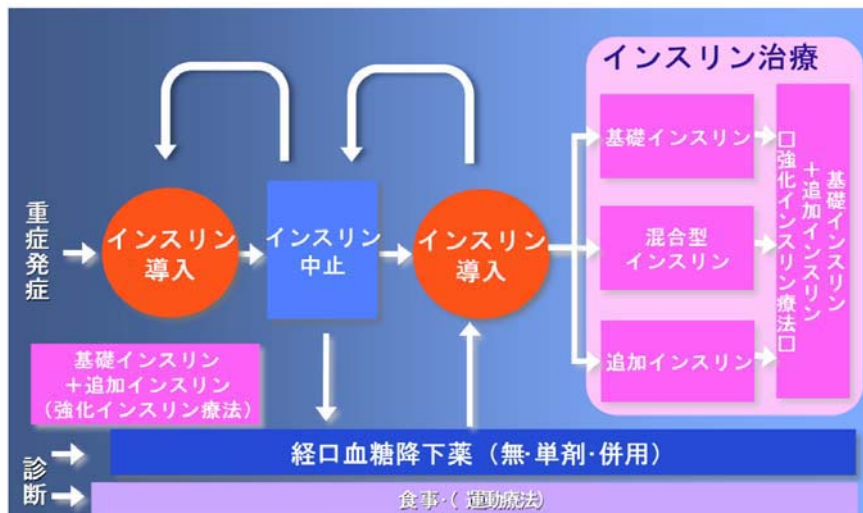 インスリン治療
重症発症
インスリン
導入
インスリン
中止
インスリン
導入
基礎インスリン
混合型
インスリン
追加インスリン
基礎インスリン
＋追加インスリン
□強化インスリン療法□
基礎インスリン
＋追加インスリン
（強化インスリン療法）
診断
経口血糖降下薬（無・単剤・併用）
食事・（運動療法）